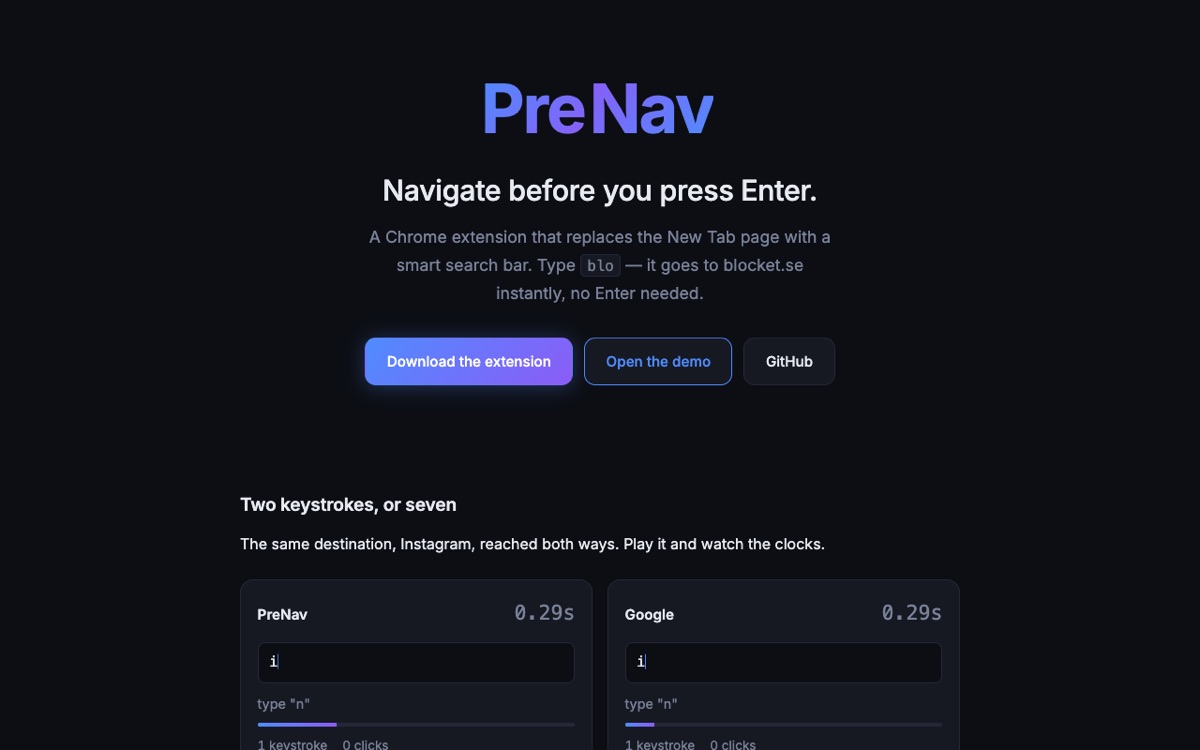 PreNav
Navigate before you press Enter.
A Chrome extension that replaces the New Tab page with a
smart search bar. Type blo — it goes to blocket.se
instantly, no Enter needed.
Download the extension
Open the demo
GitHub
Two keystrokes, or seven
The same destination, Instagram, reached both ways. Play it and watch the clocks.
PreNav 0.29s
i
type "n"
1 keystroke 0 clicks
Google 0.29s
i
type "n"
1 keystroke 0 clicks